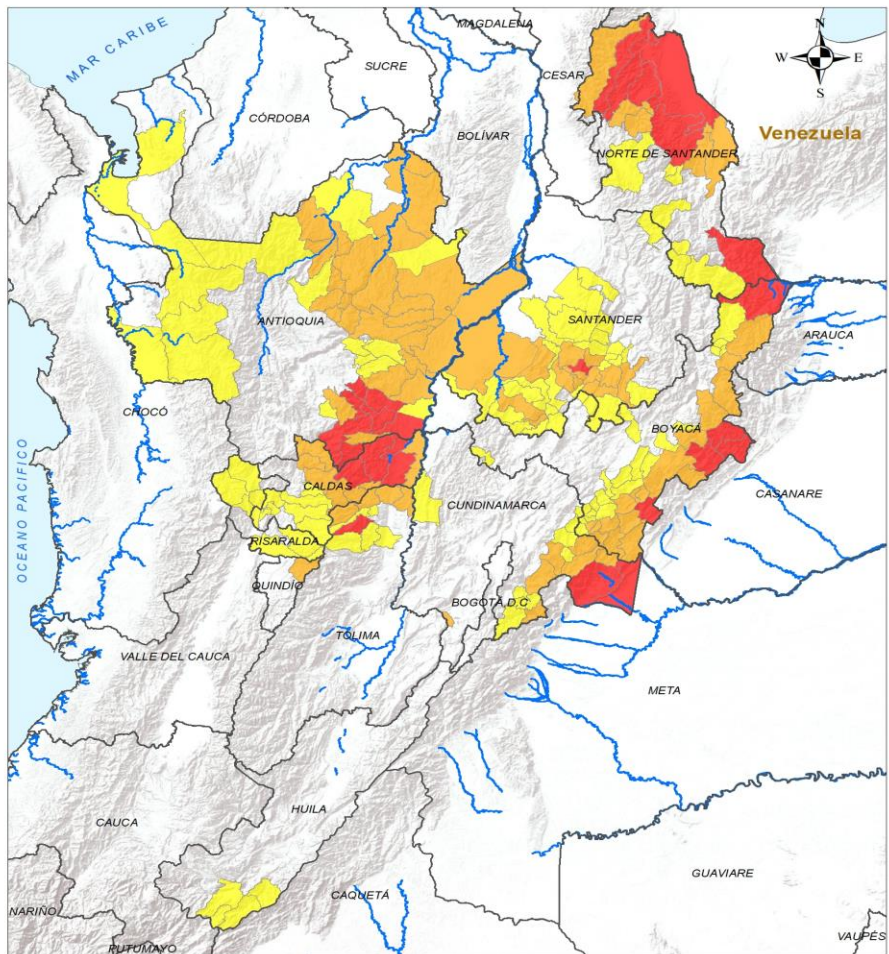 MAGDALENA
MAR CARIBE
SUCRE
CESAR
N
W
E
S
CÓRDOBA
BOLÍVAR
Venezuela
NORTE DE SANTANDER
ANTIOQUIA
SANTANDER
ARAUCA
CHOCÓ
BOYACÁ
OCEANO PACIFICO
CALDAS
CUNDINAMARCA
CASANARE
RISARALDA
QUINDÍO
BOGOTÁ, D.C
TOLIMA
VALLE DEL CAUCA
META
HUILA
CAUCA
GUAVIARE
CAQUETÁ
NARIÑO
VAUPÉS
PUTUMAYO